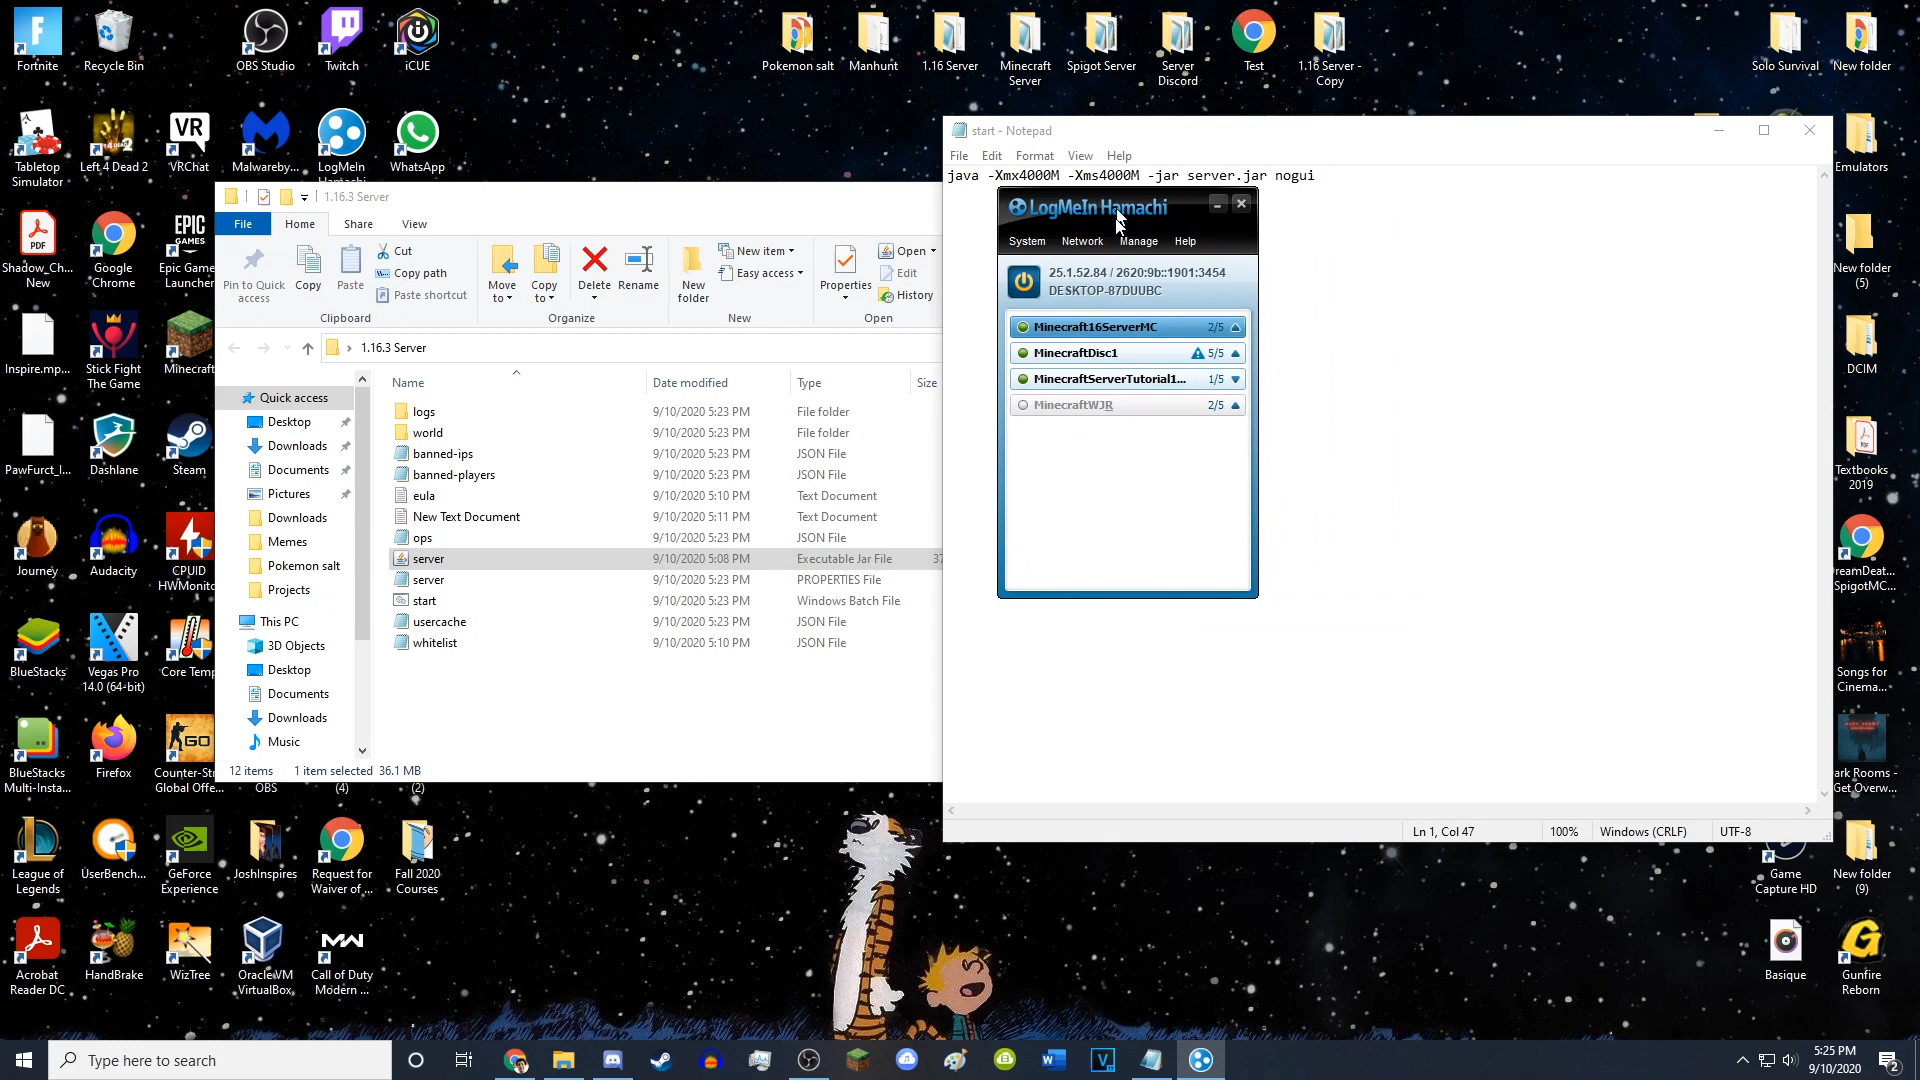 Fortnite
Recycle Bin
OBS Studio
Twitch
iCUE
Pokemon salt
Manhunt
1.16 Server
Minecraft
Server
Spigot Server
Server
Discord
Test
1.16 Server -
Copy
Solo Survival
New folder
Tabletop
Simulator
Left 4 Dead 2
VRChat
Malwareby...
LogMeIn
WhatsApp
Emulators
Shadow_Ch...
New
Google
Chrome
Epic Game
Launcher
New folder
(5)
Inspire.mp...
Stick Fight
The Game
Minecraft
DCIM
PawFurct_I...
Dashlane
Steam
Textbooks
2019
Journey
Audacity
CPUID
HWMonito
SpigotMC...
BlueStacks
Vegas Pro
14.0 (64-bit)
Core Temp
Songs for
Cinema...
BlueStacks
Multi-Insta...
Firefox
Counter-Str
Global Offe...
OBS
(4)
(2)
ark Rooms -
Get Overw...
League of
Legends
UserBench...
GeForce
Experience
JoshInspires
Request for
Waiver of ...
Fall 2020
Courses
Game
Capture HD
New folder
(9)
Acrobat
Reader DC
HandBrake
WizTree
Oracle VM
VirtualBox
Call of Duty
Modern ...
Basique
Gunfire
Reborn
1.16.3 Server
File
Home
Share
View
Pin to Quick
access
Copy
Paste
Cut
Copy path
Paste shortcut
Clipboard
Move
to
Copy
to
Delete
Rename
Organize
New
folder
New item
Easy access
New
Properties
Open
Edit
History
Open
1.16.3 Server
Quick access
Desktop
Downloads
Documents
Pictures
Downloads
Memes
Pokemon salt
Projects
This PC
3D Objects
Desktop
Documents
Downloads
Music
Name Date modified Type Size
logs 9/10/2020 5:23 PM File folder
world 9/10/2020 5:23 PM File folder
banned-ips 9/10/2020 5:23 PM JSON File
banned-players 9/10/2020 5:23 PM JSON File
eula 9/10/2020 5:10 PM Text Document
New Text Document 9/10/2020 5:11 PM Text Document
ops 9/10/2020 5:23 PM JSON File
server 9/10/2020 5:08 PM Executable Jar File 37
server 9/10/2020 5:23 PM PROPERTIES File
start 9/10/2020 5:23 PM Windows Batch File
usercache 9/10/2020 5:23 PM JSON File
whitelist 9/10/2020 5:10 PM JSON File
12 items 1 item selected 36.1 MB
start - Notepad
File Edit Format View Help
java -Xmx4000M -Xms4000M -jar server.jar nogui
LogMeIn Hamachi
System Network Manage Help
25.1.52.84 / 2620:9b::1901:3454
DESKTOP-87DUUBC
Minecraft16ServerMC 2/5
MinecraftDisc1 5/5
MinecraftServerTutorial1... 1/5
MinecraftWJR 2/5
Ln 1, Col 47 100% Windows (CRLF) UTF-8
Type here to search
5:25 PM
9/10/2020
2